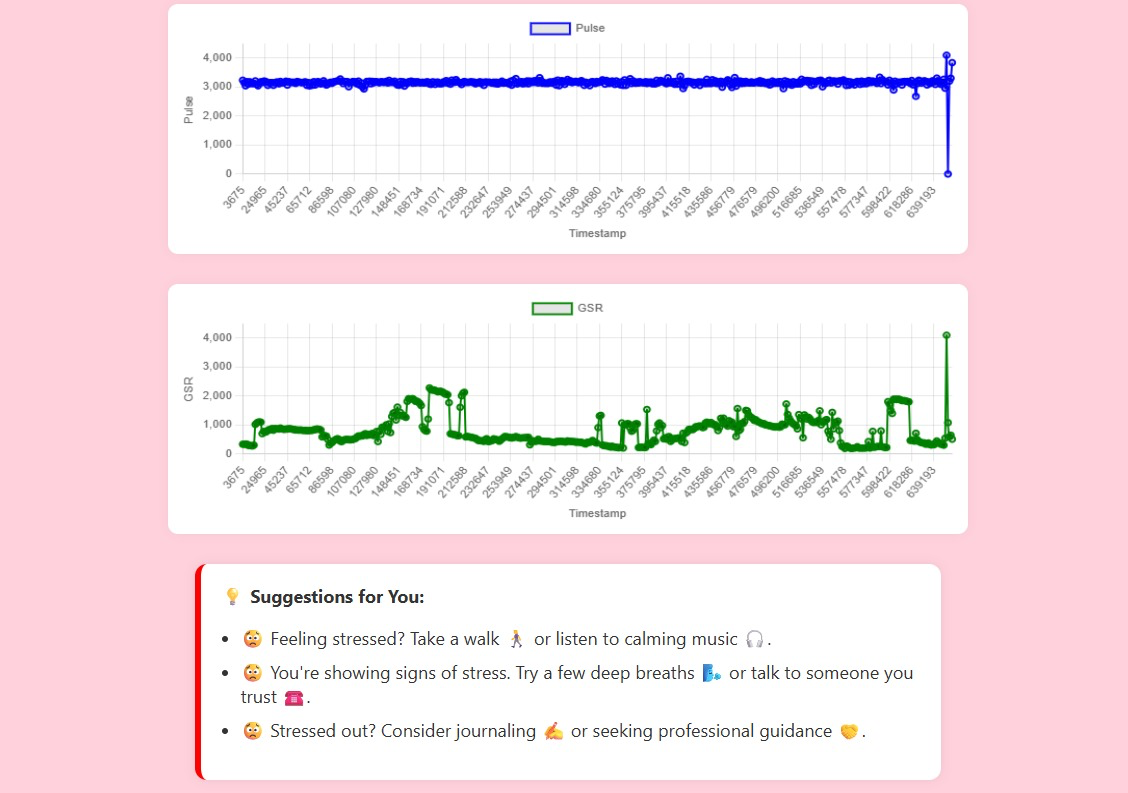 Pulse
4,000
3,000
2,000
1,000
0
Pulse
3675 24965 45237 65712 86598 107080 127980 148451 168734 191071 212588 232647 253949 274437 294501 314598 334680 355124 375795 395437 415518 435586 456779 476579 496200 516685 536549 557478 577347 598422 618286 639193
Timestamp
GSR
4,000
3,000
2,000
1,000
0
GSR
3675 24965 45237 65712 86598 107080 127980 148451 168734 191071 212588 232647 253949 274437 294501 314598 334680 355124 375795 395437 415518 435586 456779 476579 496200 516685 536549 557478 577347 598422 618286 639193
Timestamp
💡 Suggestions for You:
• 😳 Feeling stressed? Take a walk 🚶‍♀️ or listen to calming music 🎧.
• 😳 You're showing signs of stress. Try a few deep breaths 🌬️ or talk to someone you
trust ☎️.
• 😳 Stressed out? Consider journaling ✍️ or seeking professional guidance 🤝.